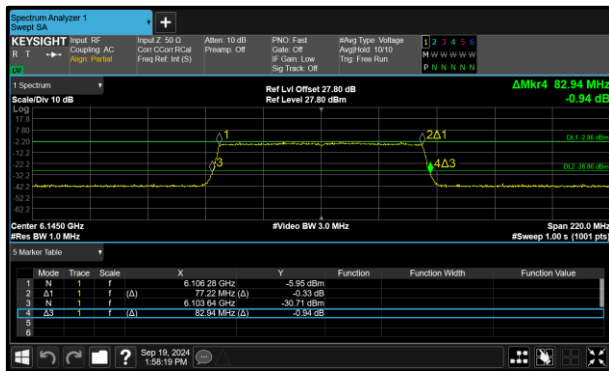 Spectrum Analyzer 1
Swept SA
KEYSIGHT Input: RF Input Z: 50 Ω Atten: 10 dB PNO: Fast #Avg Type: Voltage 1 2 3 4 5 6
R T Coupling: AC Corr CCorr RCal Preamp: Off Gate: Off Avg|Hold: 10/10 M W W W W W
Align: Partial Freq Ref: Int (S) IF Gain: Low Trig: Free Run
Sig Track: Off P N N N N N
1 Spectrum Ref Lvl Offset 27.80 dB ΔMkr4 82.94 MHz
Scale/Div 10 dB Ref Level 27.80 dBm -0.94 dB
Log
17.8
7.80
-2.20
-12.2
-22.2
-32.2
-42.2
-52.2
-62.2
1
2Δ1
DL1 -2.86 dBm
3
4Δ3
DL2 -28.86 dBm
Center 6.1450 GHz #Video BW 3.0 MHz Span 220.0 MHz
#Res BW 1.0 MHz #Sweep 1.00 s (1001 pts)
5 Marker Table
Mode Trace Scale X Y Function Function Width Function Value
1 N 1 f 6.106 28 GHz -5.95 dBm
2 Δ1 1 f (Δ) 77.22 MHz (Δ) -0.33 dB
3 N 1 f 6.103 64 GHz -30.71 dBm
4 Δ3 1 f (Δ) 82.94 MHz (Δ) -0.94 dB
5
6
Sep 19, 2024
1:58:19 PM